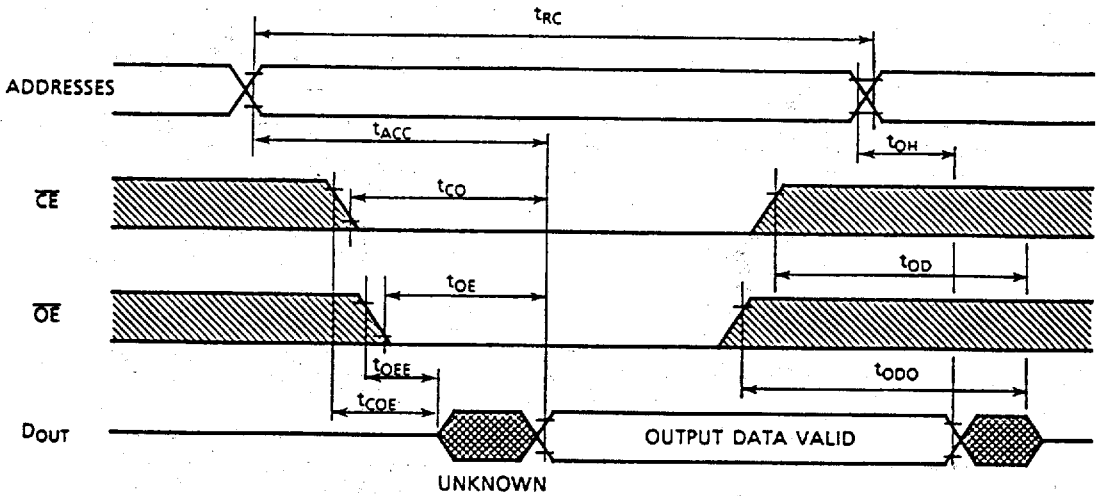 tRC
ADDRESSES
tACC
tOH
CE
tCO
tOD
OE
tOE
tODO
tOEE
tCOE
DOUT
OUTPUT DATA VALID
UNKNOWN